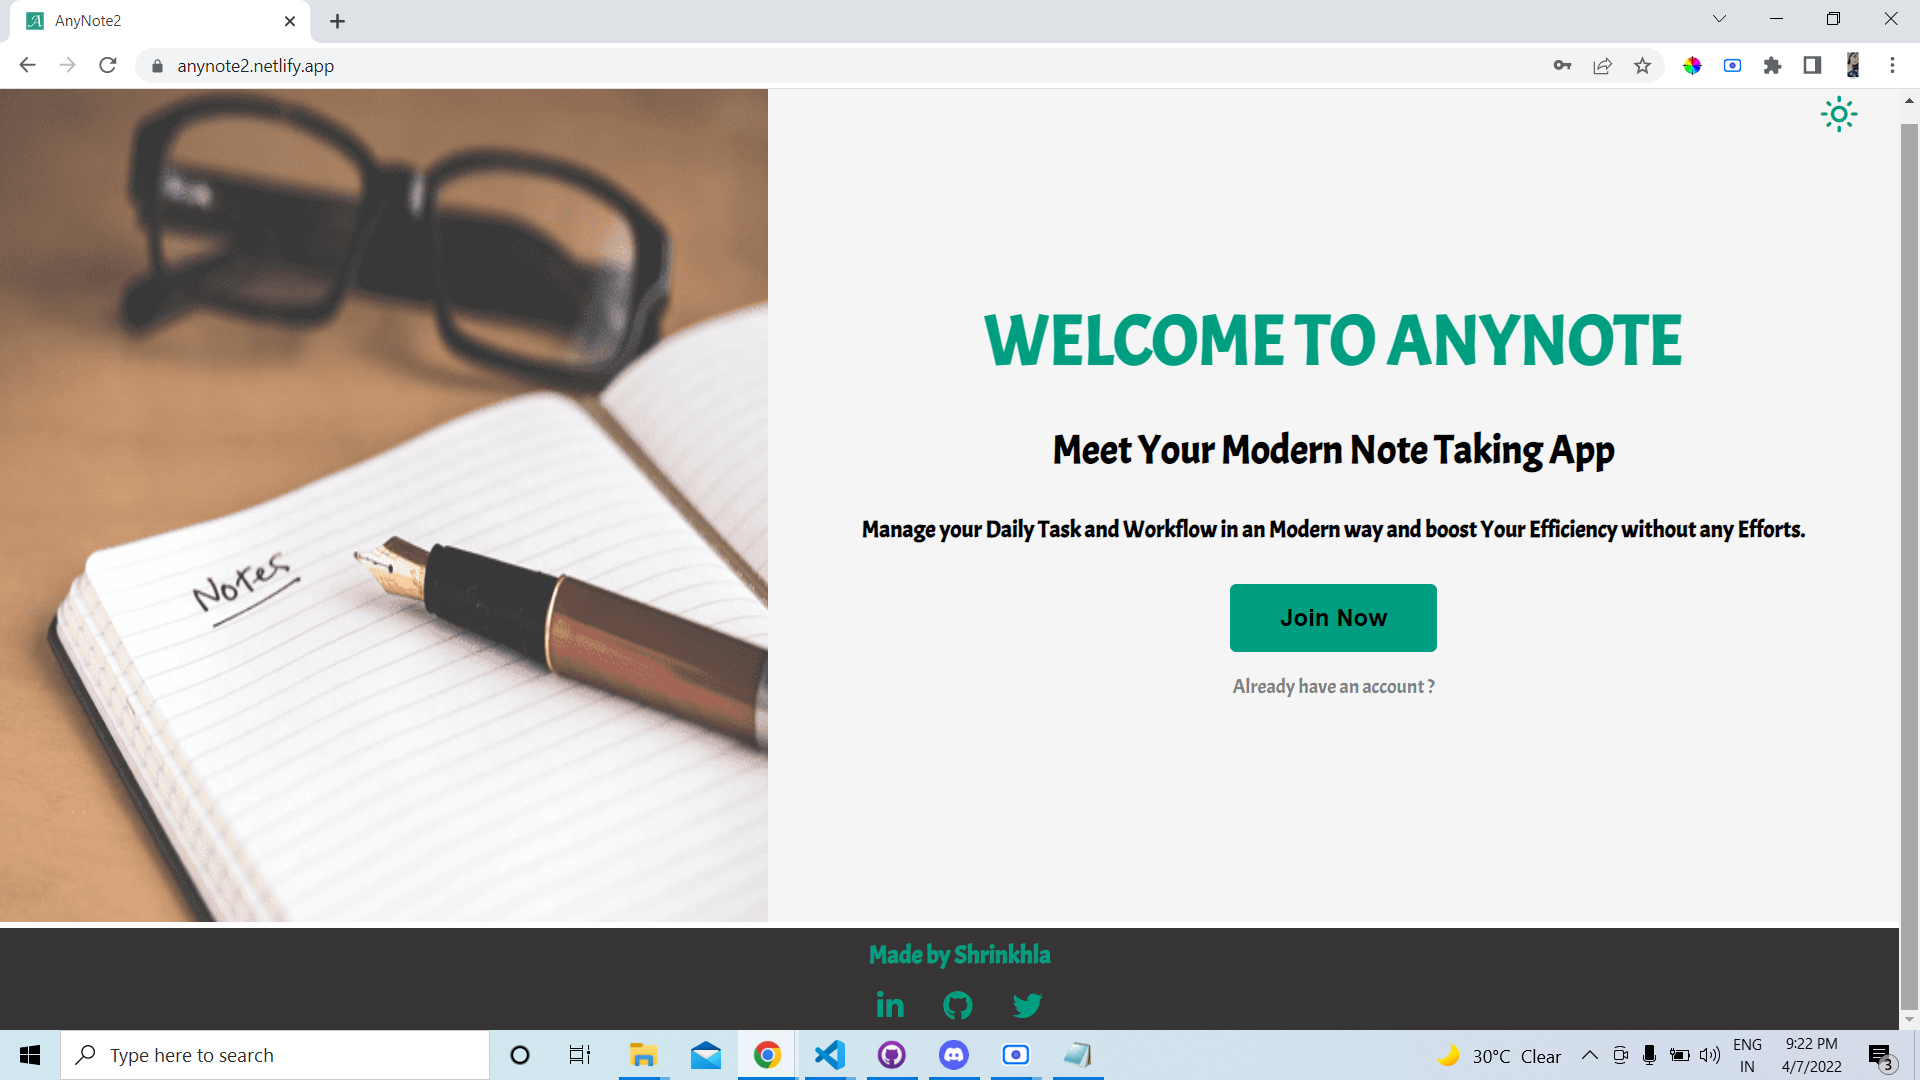 AnyNote2
anynote2.netlify.app
WELCOME TO ANYNOTE
Meet Your Modern Note Taking App
Manage your Daily Task and Workflow in an Modern way and boost Your Efficiency without any Efforts.
Join Now
Already have an account ?
Notes
Made by Shrinkhla
Type here to search
30°C Clear
ENG
IN
9:22 PM
4/7/2022
3